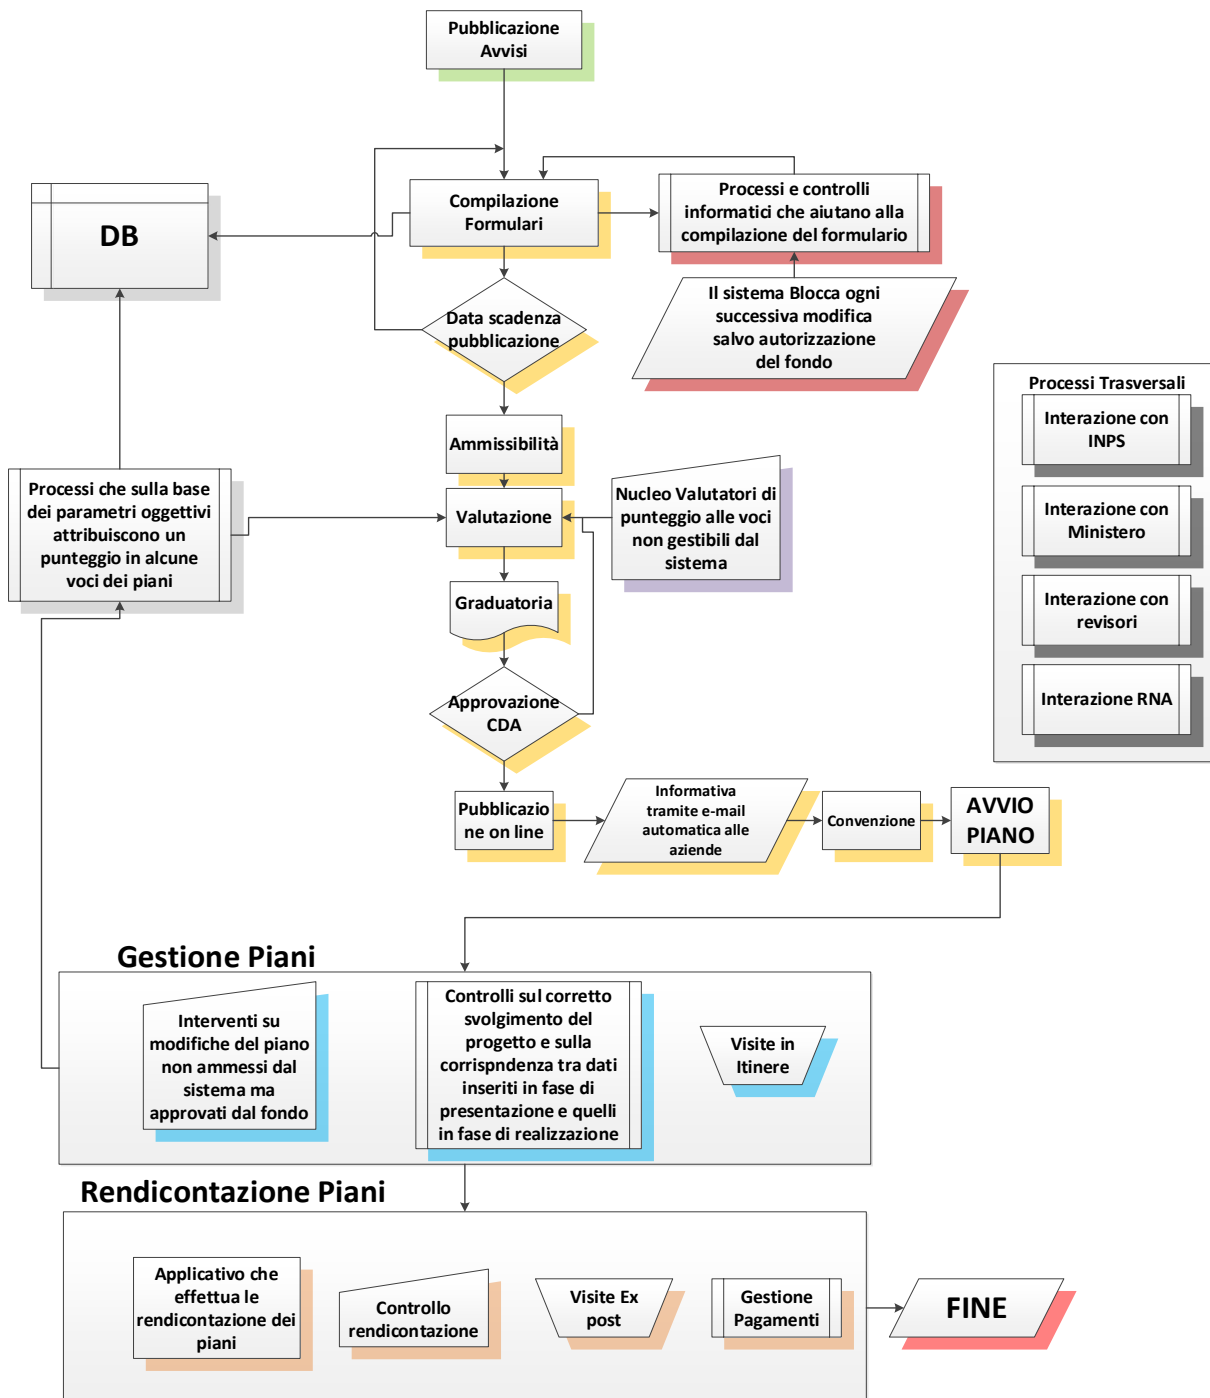 Pubblicazione
Avvisi
Compilazione
Formulari
Processi e controlli
informatici che aiutano alla
compilazione del formulario
DB
Il sistema Blocca ogni
successiva modifica
salvo autorizzazione
del fondo
Data scadenza
pubblicazione
Processi Trasversali
Interazione con
INPS
Interazione con
Ministero
Interazione con
revisori
Interazione RNA
Ammissibilità
Processi che sulla base
dei parametri oggettivi
attribuiscono un
punteggio in alcune
voci dei piani
Valutazione
Nucleo Valutatori di
punteggio alle voci
non gestibili dal
sistema
Graduatoria
Approvazione
CDA
Pubblicazio
ne on line
Informativa
tramite e-mail
automatica alle
aziende
Convenzione
AVVIO
PIANO
Gestione Piani
Interventi su
modifiche del piano
non ammessi dal
sistema ma
approvati dal fondo
Controlli sul corretto
svolgimento del
progetto e sulla
corrispndenza tra dati
inseriti in fase di
presentazione e quelli
in fase di realizzazione
Visite in
Itinere
Rendicontazione Piani
Applicativo che
effettua le
rendicontazione dei
piani
Controllo
rendicontazione
Visite Ex
post
Gestione
Pagamenti
FINE